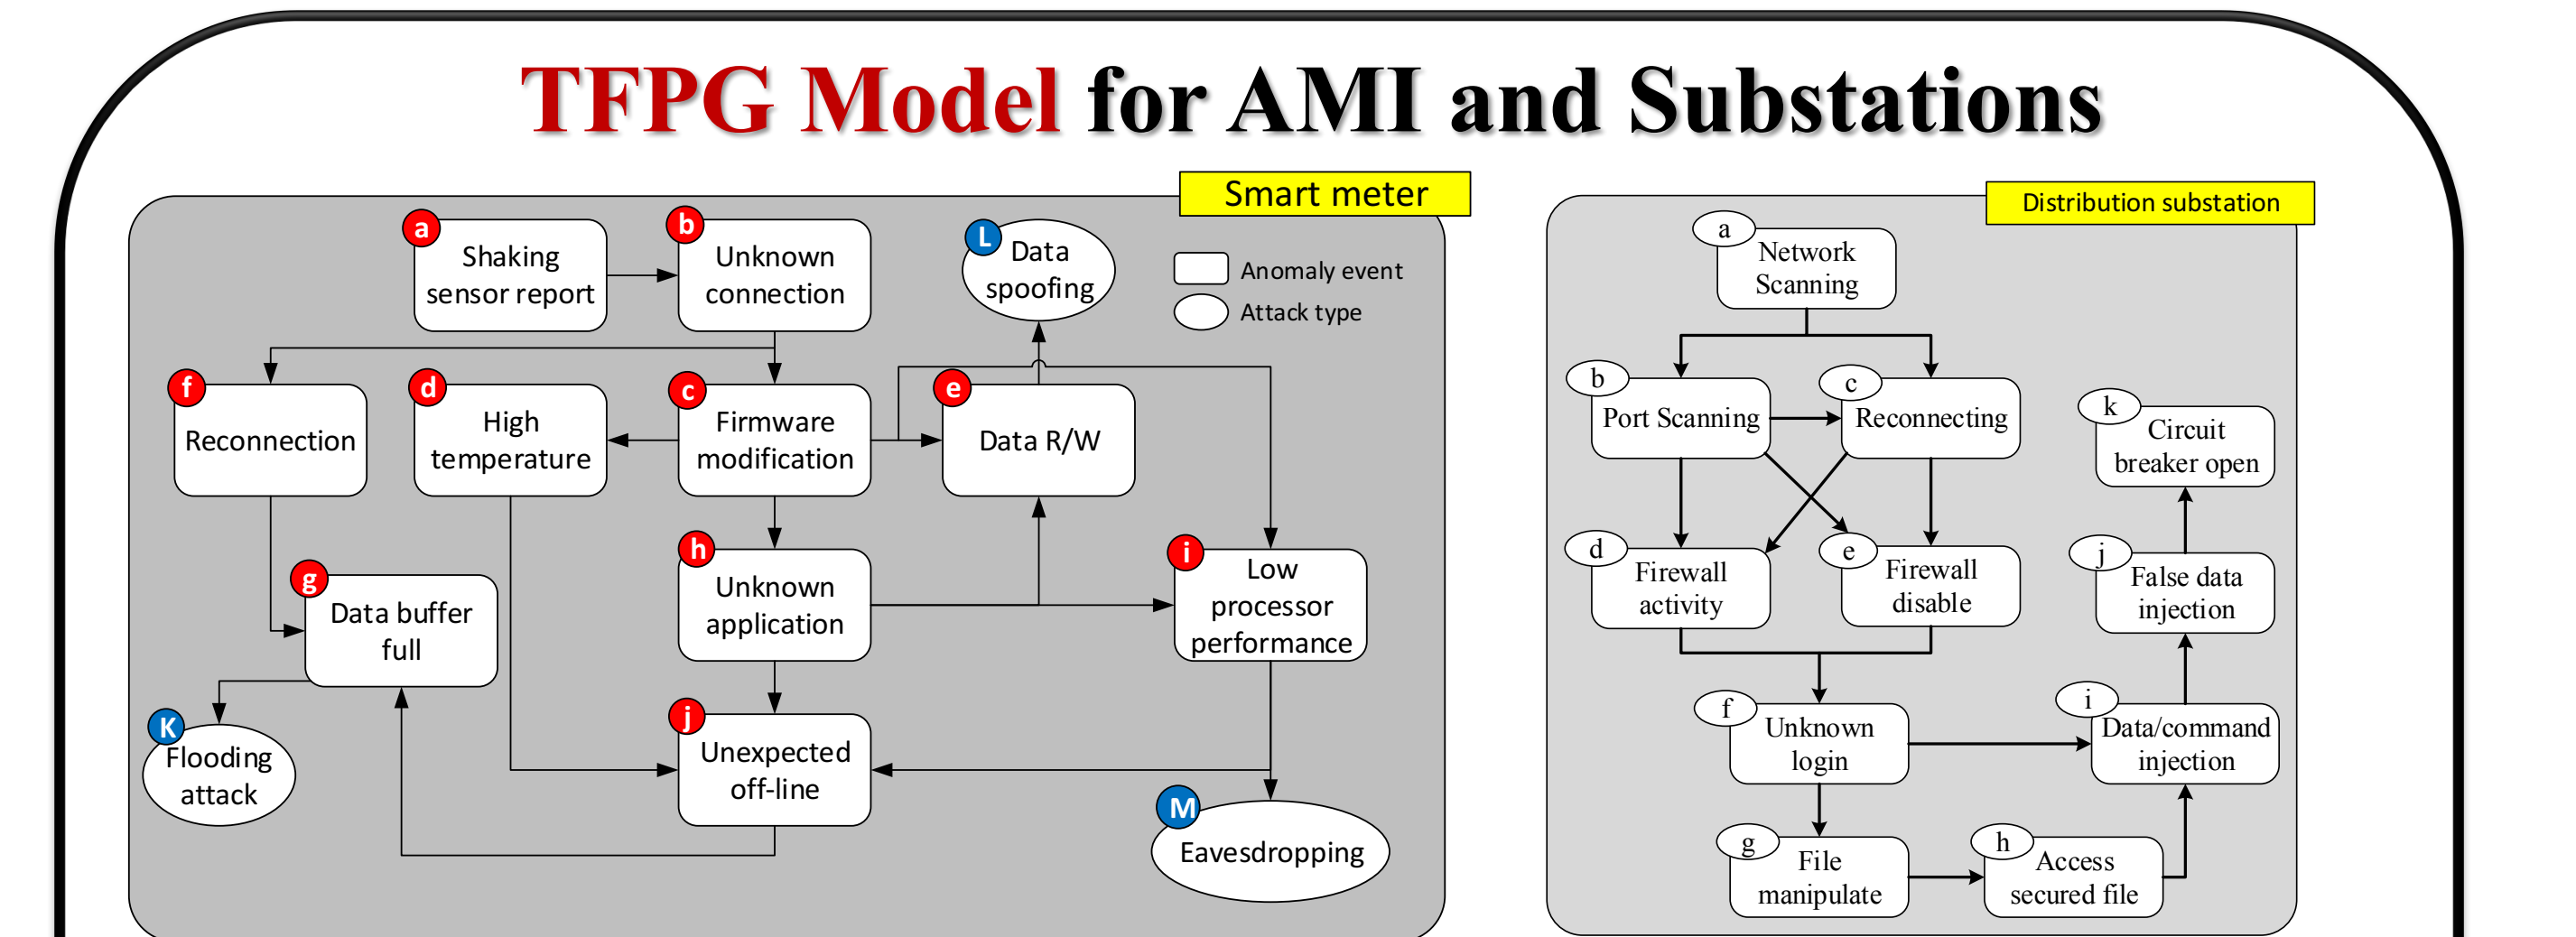 TFPG Model for AMI and Substations
Smart meter
a
Shaking
sensor report
b
Unknown
connection
L
Data
spoofing
Anomaly event
Attack type
f
Reconnection
d
High
temperature
c
Firmware
modification
e
Data R/W
g
Data buffer
full
h
Unknown
application
i
Low
processor
performance
K
Flooding
attack
j
Unexpected
off-line
M
Eavesdropping
Distribution substation
a
Network
Scanning
b
Port Scanning
c
Reconnecting
k
Circuit
breaker open
d
Firewall
activity
e
Firewall
disable
j
False data
injection
f
Unknown
login
i
Data/command
injection
g
File
manipulate
h
Access
secured file